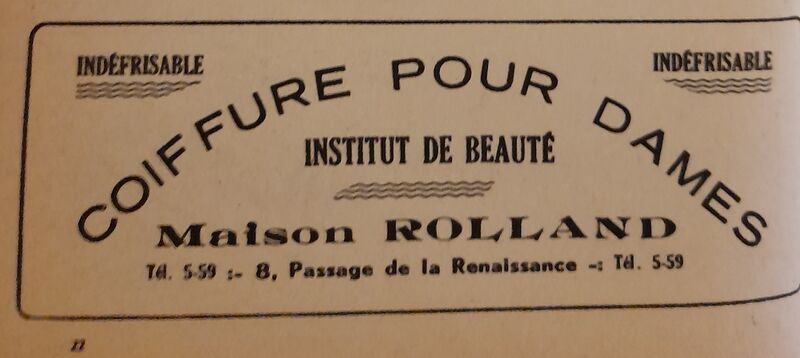 INDÉFRISABLE
INDÉFRISABLE
COIFFURE POUR DAMES
INSTITUT DE BEAUTÉ
Maison ROLLAND
Tél. 5-59 :- 8, Passage de la Renaissance -: Tél. 5-59